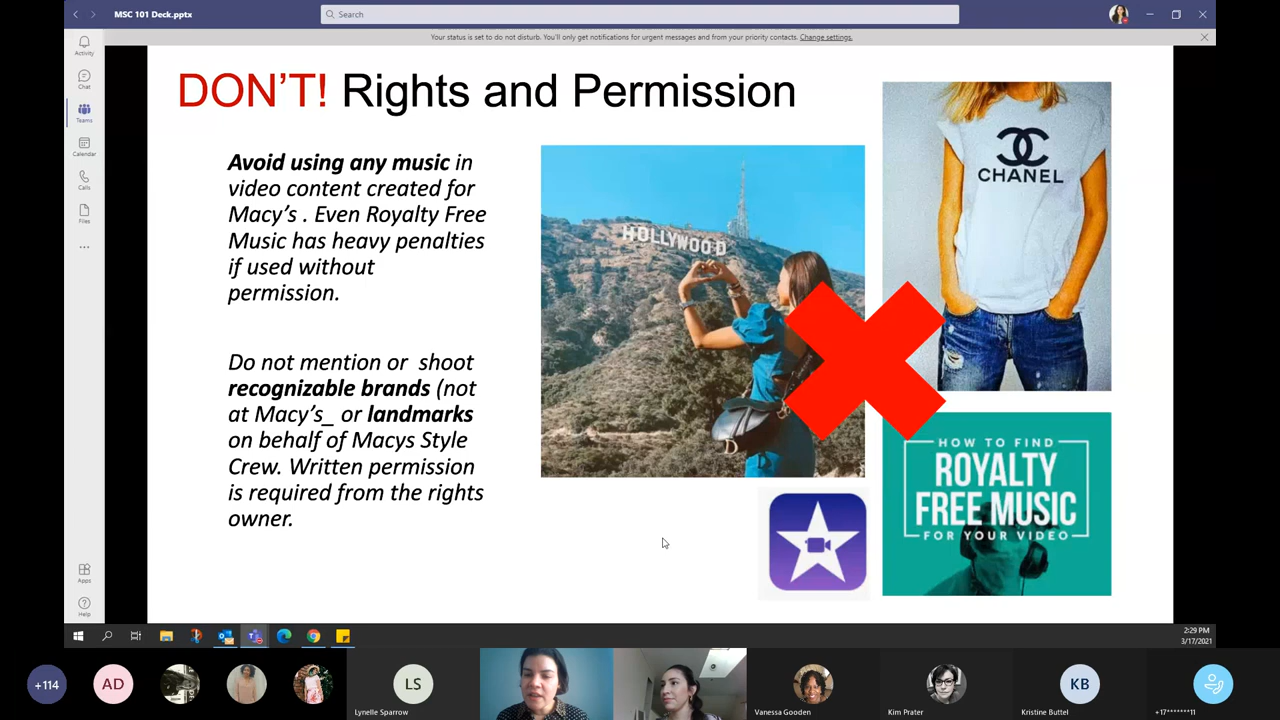 MSC 101 Deck.pptx
Search
Your status is set to do not disturb. You'll only get notifications for urgent messages and from your priority contacts. Change settings.
Activity
Chat
Teams
Calendar
Calls
Files
Apps
Help
DON'T! Rights and Permission
Avoid using any music in
video content created for
Macy's . Even Royalty Free
Music has heavy penalties
if used without
permission.
Do not mention or shoot
recognizable brands (not
at Macy's_ or landmarks
on behalf of Macys Style
Crew. Written permission
is required from the rights
owner.
HOLLYWOOD
D
CHANEL
HOW TO FIND
ROYALTY
FREE MUSIC
FOR YOUR VIDEO
2:29 PM
3/17/2021
+114
AD
LS
Lynelle Sparrow
Vanessa Gooden
Kim Prater
KB
Kristine Buttel
+17*******11